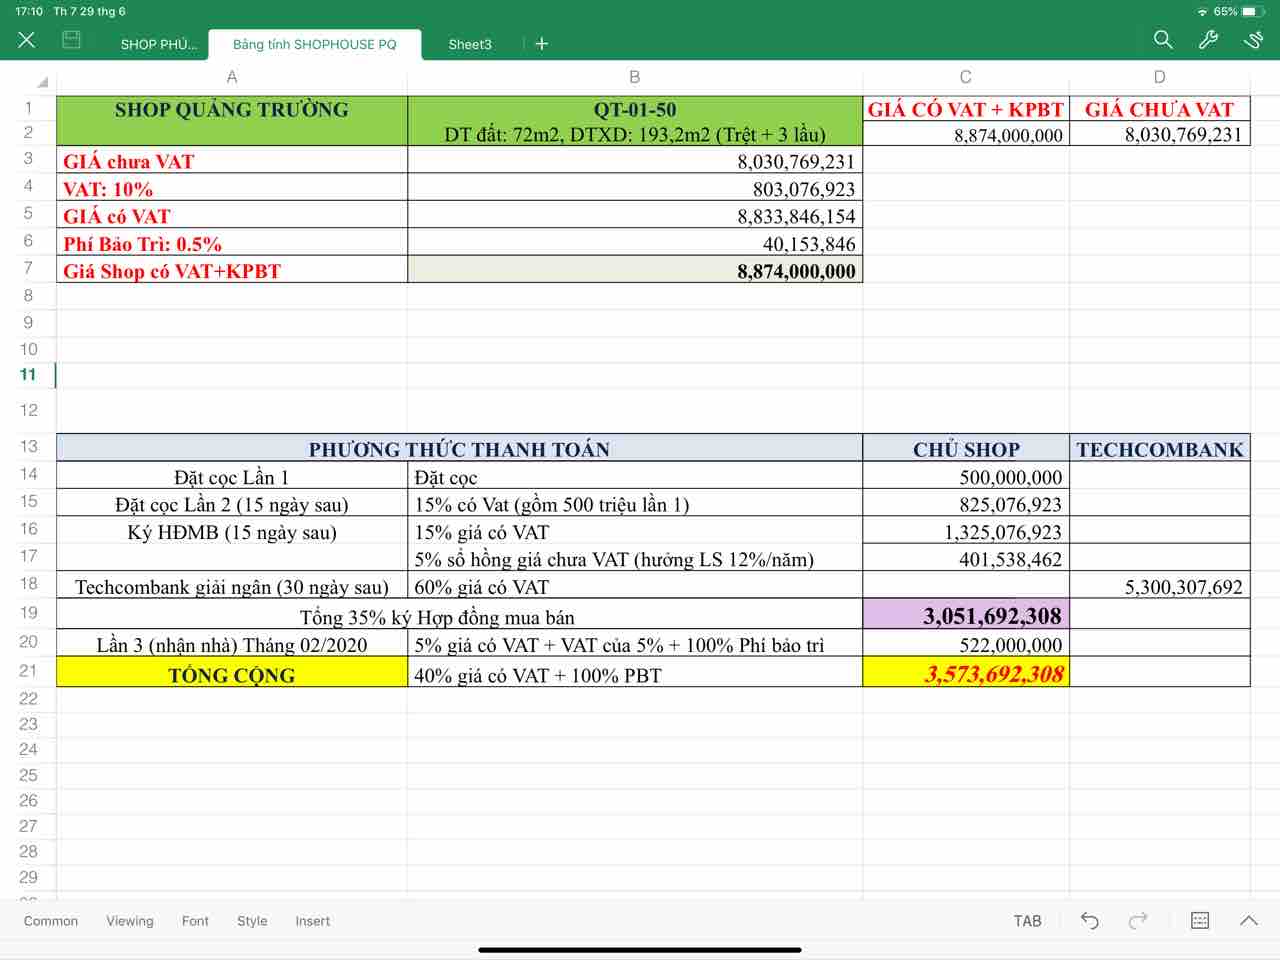 17:10 Th 7 29 thg 6
65%
SHOP PHÚ... Bảng tính SHOPHOUSE PQ Sheet3 +
A B C D
1 SHOP QUẢNG TRƯỜNG QT-01-50 GIÁ CÓ VAT + KPBT GIÁ CHƯA VAT
2 DT đất: 72m2, DTXD: 193,2m2 (Trệt + 3 lầu) 8,874,000,000 8,030,769,231
3 GIÁ chưa VAT 8,030,769,231
4 VAT: 10% 803,076,923
5 GIÁ có VAT 8,833,846,154
6 Phí Bảo Trì: 0.5% 40,153,846
7 Giá Shop có VAT+KPBT 8,874,000,000
8
9
10
11
12
13 PHƯƠNG THỨC THANH TOÁN CHỦ SHOP TECHCOMBANK
14 Đặt cọc Lần 1 Đặt cọc 500,000,000
15 Đặt cọc Lần 2 (15 ngày sau) 15% có Vat (gồm 500 triệu lần 1) 825,076,923
16 Ký HĐMB (15 ngày sau) 15% giá có VAT 1,325,076,923
17 5% sổ hồng giá chưa VAT (hưởng LS 12%/năm) 401,538,462
18 Techcombank giải ngân (30 ngày sau) 60% giá có VAT 5,300,307,692
19 Tổng 35% ký Hợp đồng mua bán 3,051,692,308
20 Lần 3 (nhận nhà) Tháng 02/2020 5% giá có VAT + VAT của 5% + 100% Phí bảo trì 522,000,000
21 TỔNG CỘNG 40% giá có VAT + 100% PBT 3,573,692,308
22
23
24
25
26
27
28
29
Common Viewing Font Style Insert TAB